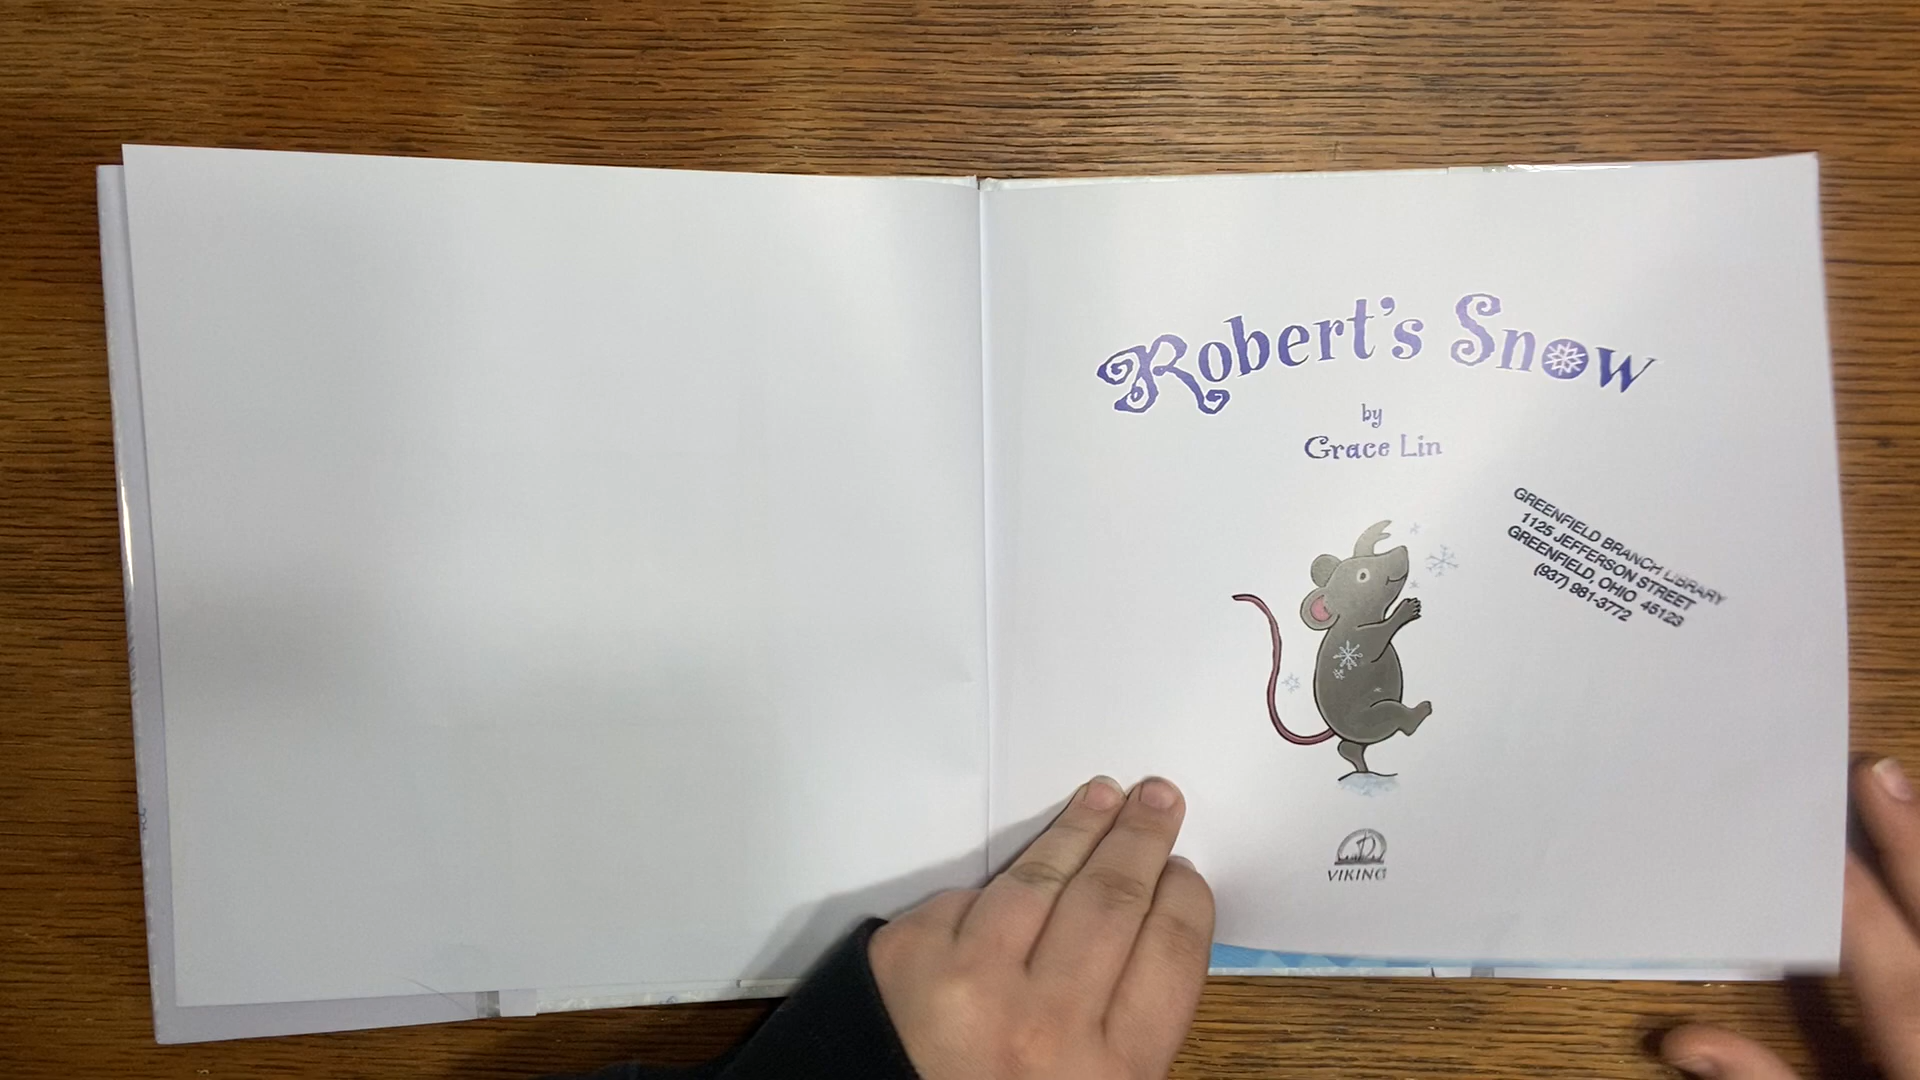 Robert's Snow
by
Grace Lin
GREENFIELD BRANCH LIBRARY
1125 JEFFERSON STREET
GREENFIELD, OHIO 45123
(937) 981-3772
VIKING